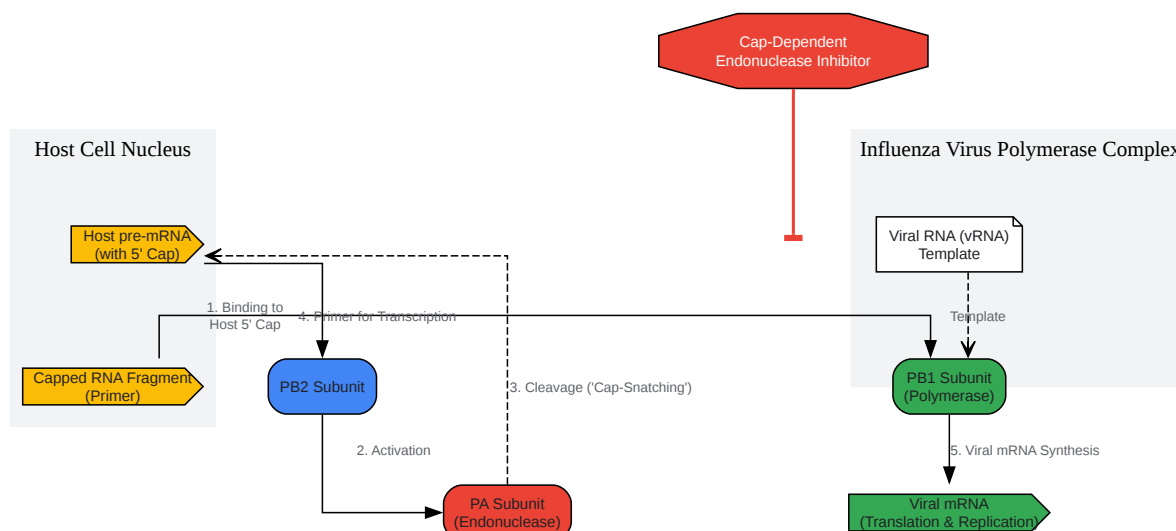 Cap-Dependent
Endonuclease Inhibitor
Host Cell Nucleus
Influenza Virus Polymerase Complex
Host pre-mRNA
(with 5' Cap)
Viral RNA (vRNA)
Template
1. Binding to
Host 5' Cap
4. Primer for Transcription
Template
Capped RNA Fragment
(Primer)
PB2 Subunit
3. Cleavage ('Cap-Snatching')
PB1 Subunit
(Polymerase)
2. Activation
5. Viral mRNA Synthesis
PA Subunit
(Endonuclease)
Viral mRNA
(Translation & Replication)